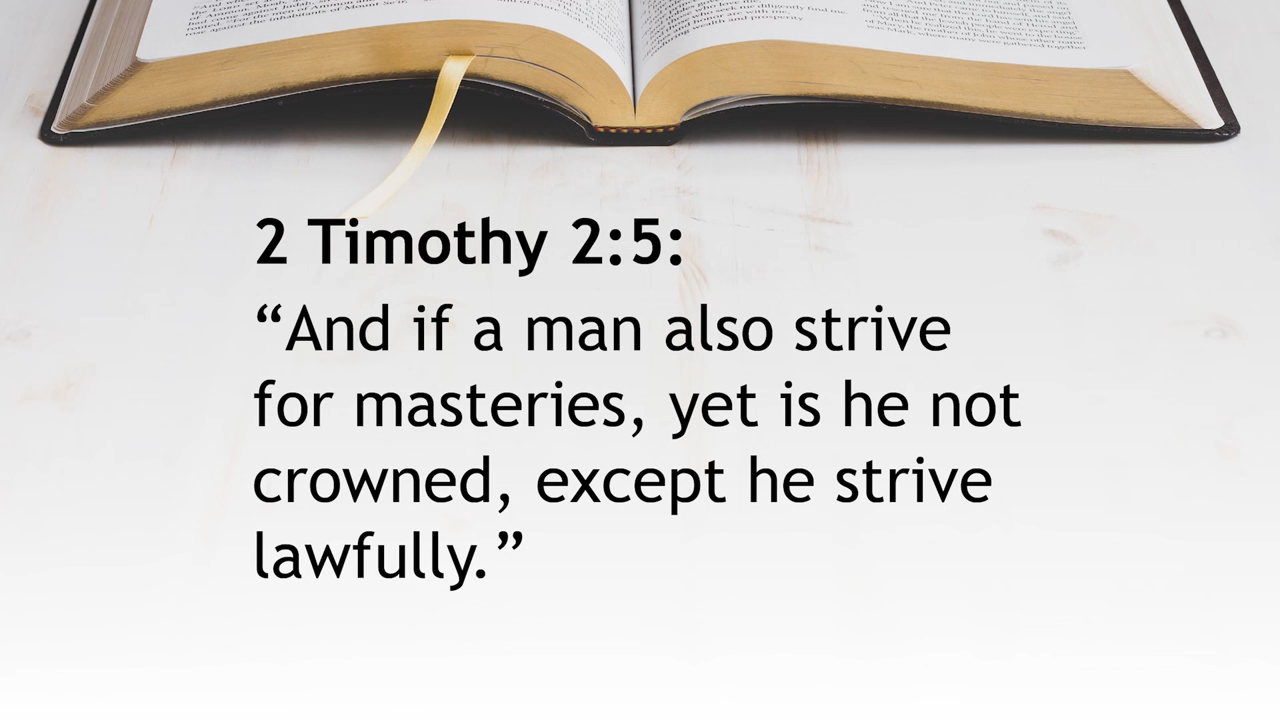 2 Timothy 2:5:
“And if a man also strive
for masteries, yet is he not
crowned, except he strive
lawfully.”